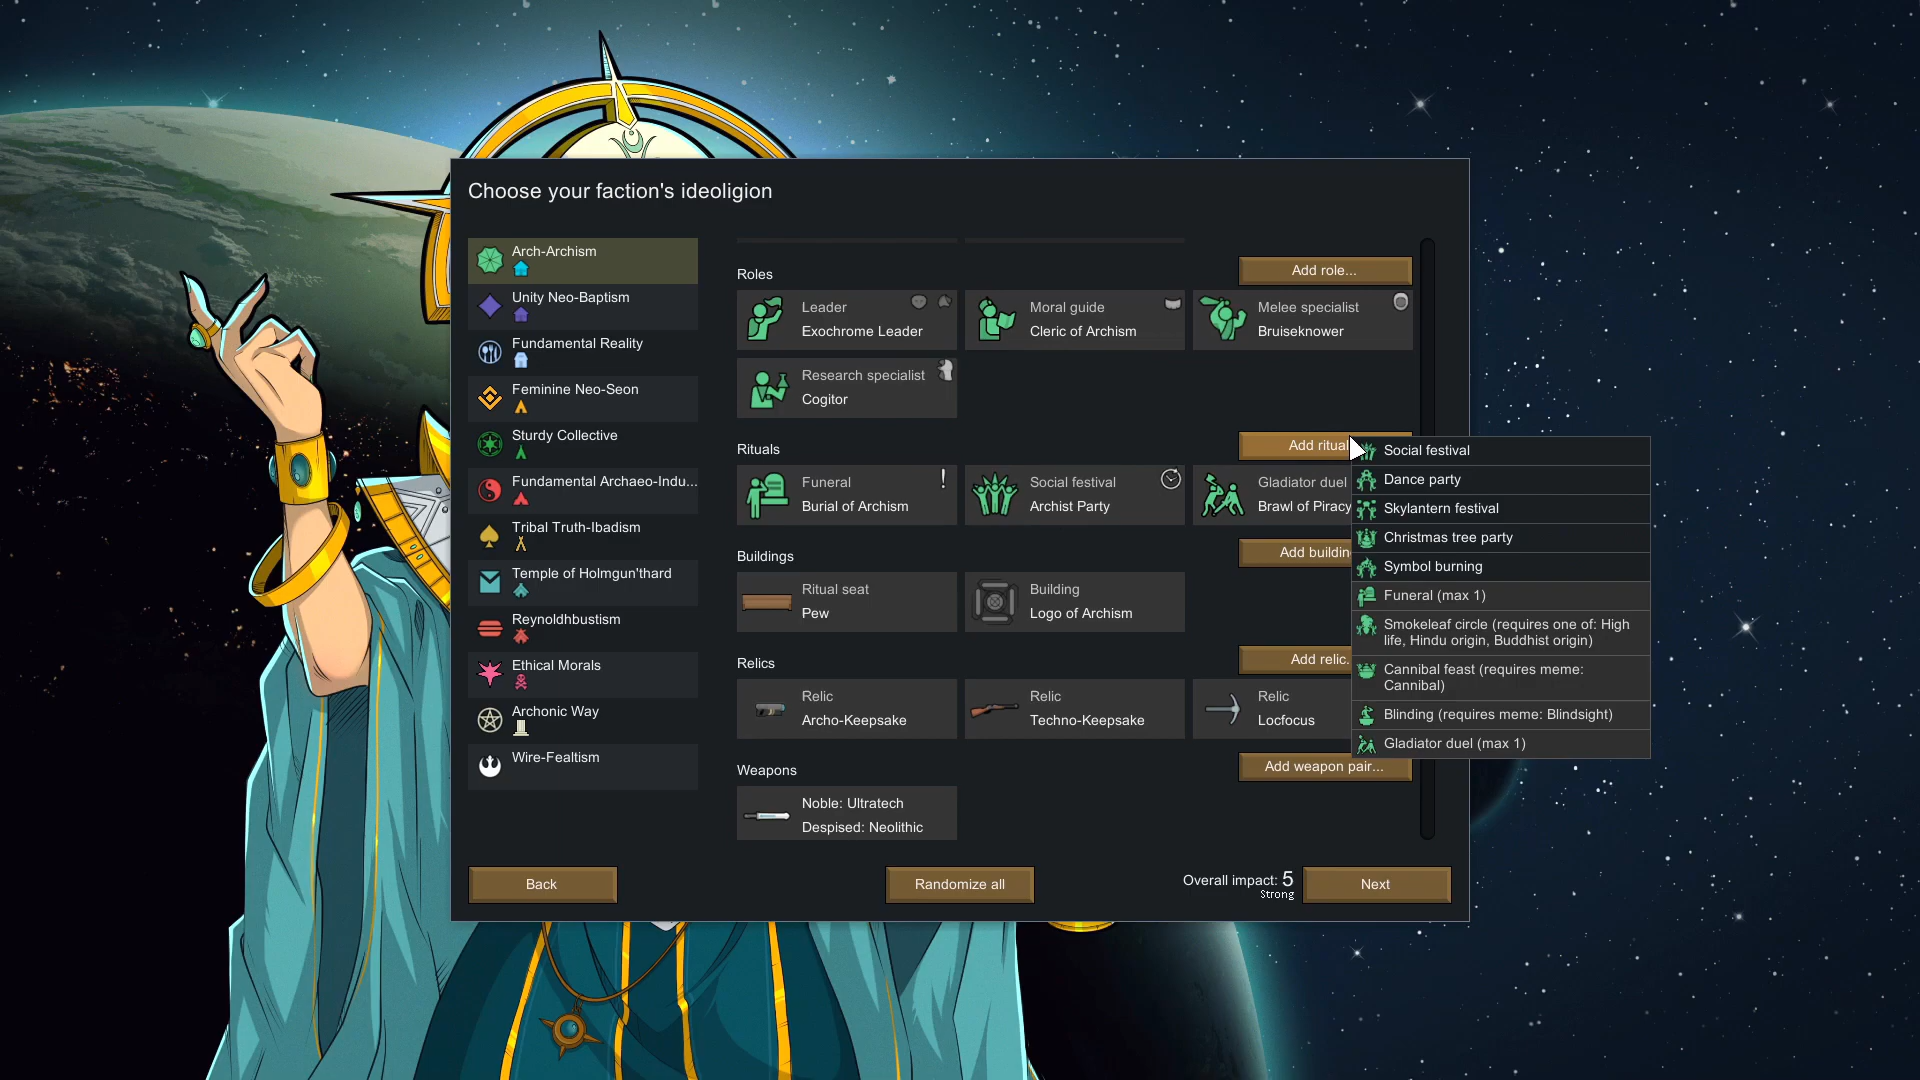 Choose your faction's ideoligion
Arch-Archism
Unity Neo-Baptism
Fundamental Reality
Feminine Neo-Seon
Sturdy Collective
Fundamental Archaeo-Indu...
Tribal Truth-Ibadism
Temple of Holmgun'thard
Reynoldhbustism
Ethical Morals
Archonic Way
Wire-Fealtism
Roles
Add role...
Leader
Exochrome Leader
Moral guide
Cleric of Archism
Melee specialist
Bruiseknower
Research specialist
Cogitor
Rituals
Add ritual
Funeral
Burial of Archism
!
Social festival
Archist Party
Gladiator duel
Brawl of Piracy
Buildings
Add buildin
Ritual seat
Pew
Building
Logo of Archism
Relics
Add relic.
Relic
Archo-Keepsake
Relic
Techno-Keepsake
Relic
Locfocus
Weapons
Add weapon pair...
Noble: Ultratech
Despised: Neolithic
Social festival
Dance party
Skylantern festival
Christmas tree party
Symbol burning
Funeral (max 1)
Smokeleaf circle (requires one of: High
life, Hindu origin, Buddhist origin)
Cannibal feast (requires meme:
Cannibal)
Blinding (requires meme: Blindsight)
Gladiator duel (max 1)
Back
Randomize all
Overall impact: 5
Strong
Next